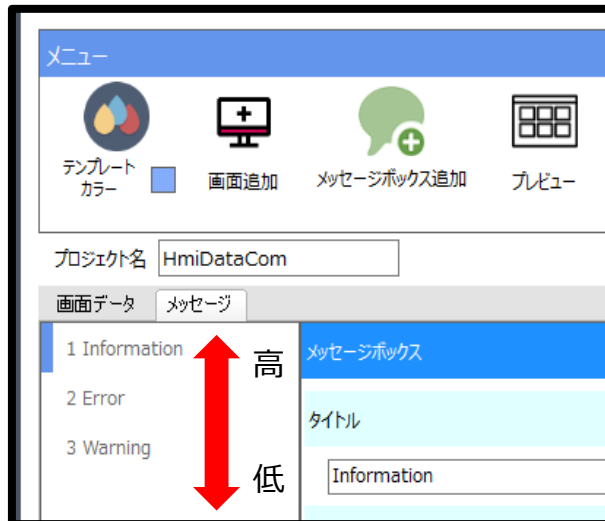 メニュー
テンプレート
カラー
画面追加
メッセージボックス追加
プレビュー
プロジェクト名 HmiDataCom
画面データ メッセージ
1 Information
2 Error
3 Warning
高
低
メッセージボックス
タイトル
Information